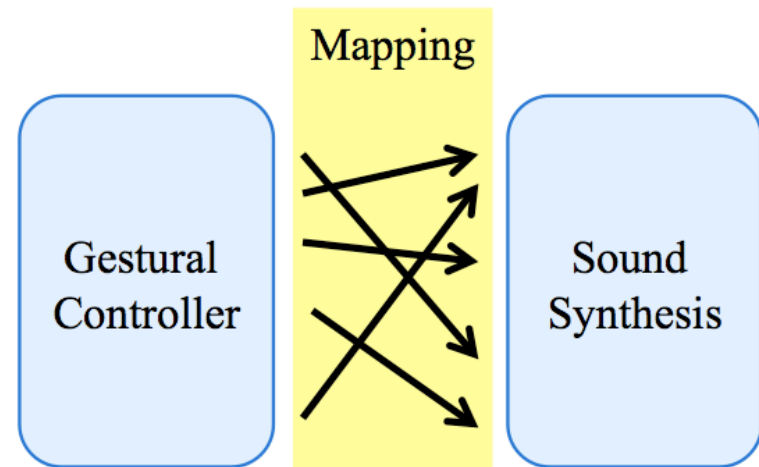 Mapping
Gestural
Controller
Sound
Synthesis